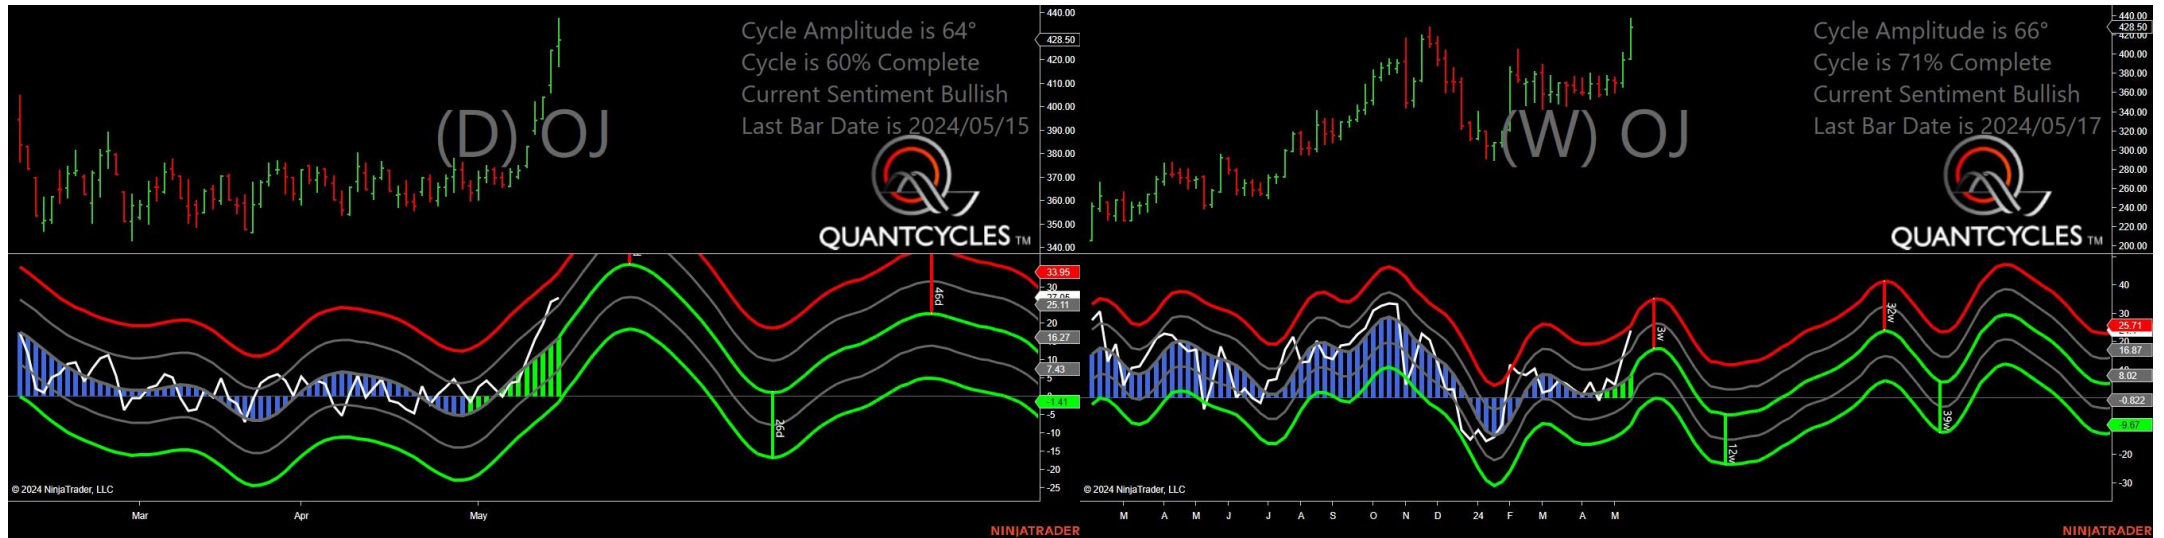 Cycle Amplitude is 64°
Cycle is 60% Complete
Current Sentiment Bullish
Last Bar Date is 2024/05/15
(D) OJ
QUANTCYCLES TM
440.00
428.50
420.00
410.00
400.00
390.00
380.00
370.00
360.00
350.00
340.00
33.95
30
25.11
20
16.27
10
7.43
5
-1.41
-5
-10
-15
-20
-25
46d
26d
© 2024 NinjaTrader, LLC
Mar Apr May
NINJATRADER
Cycle Amplitude is 66°
Cycle is 71% Complete
Current Sentiment Bullish
Last Bar Date is 2024/05/17
(W) OJ
QUANTCYCLES TM
440.00
428.50
420.00
400.00
380.00
360.00
340.00
320.00
300.00
280.00
260.00
240.00
220.00
200.00
40
30
25.71
20
16.87
8.02
-0.822
-9.67
-20
-30
3w
32w
12w
39w
© 2024 NinjaTrader, LLC
M A M J J A S O N D 24 F M A M
NINJATRADER